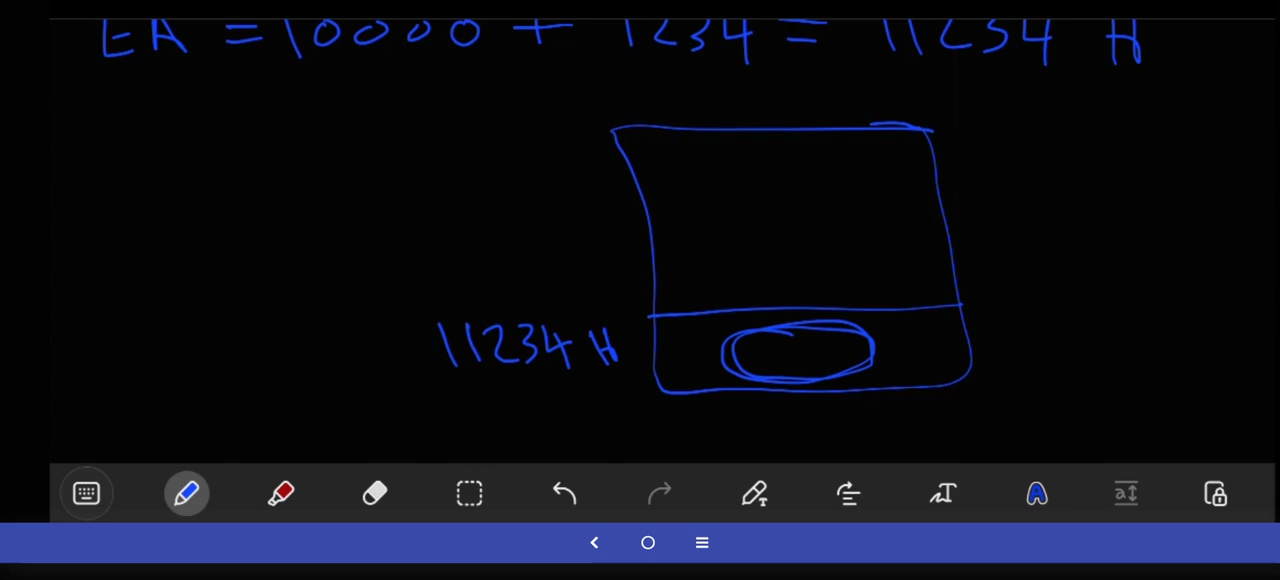 EA = 10000 + 1234 = 11234 H
11234 H